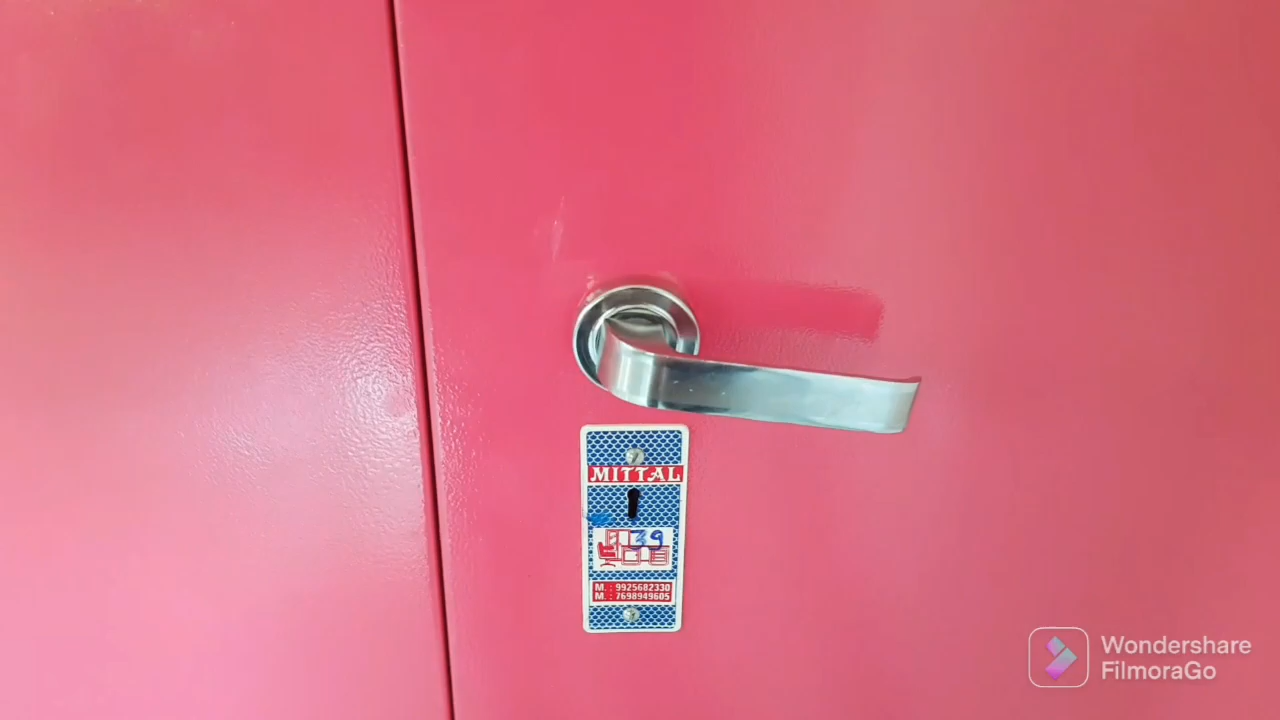 MITTAL
39
M. : 9925682330
M. : 7698949605
Wondershare
FilmoraGo